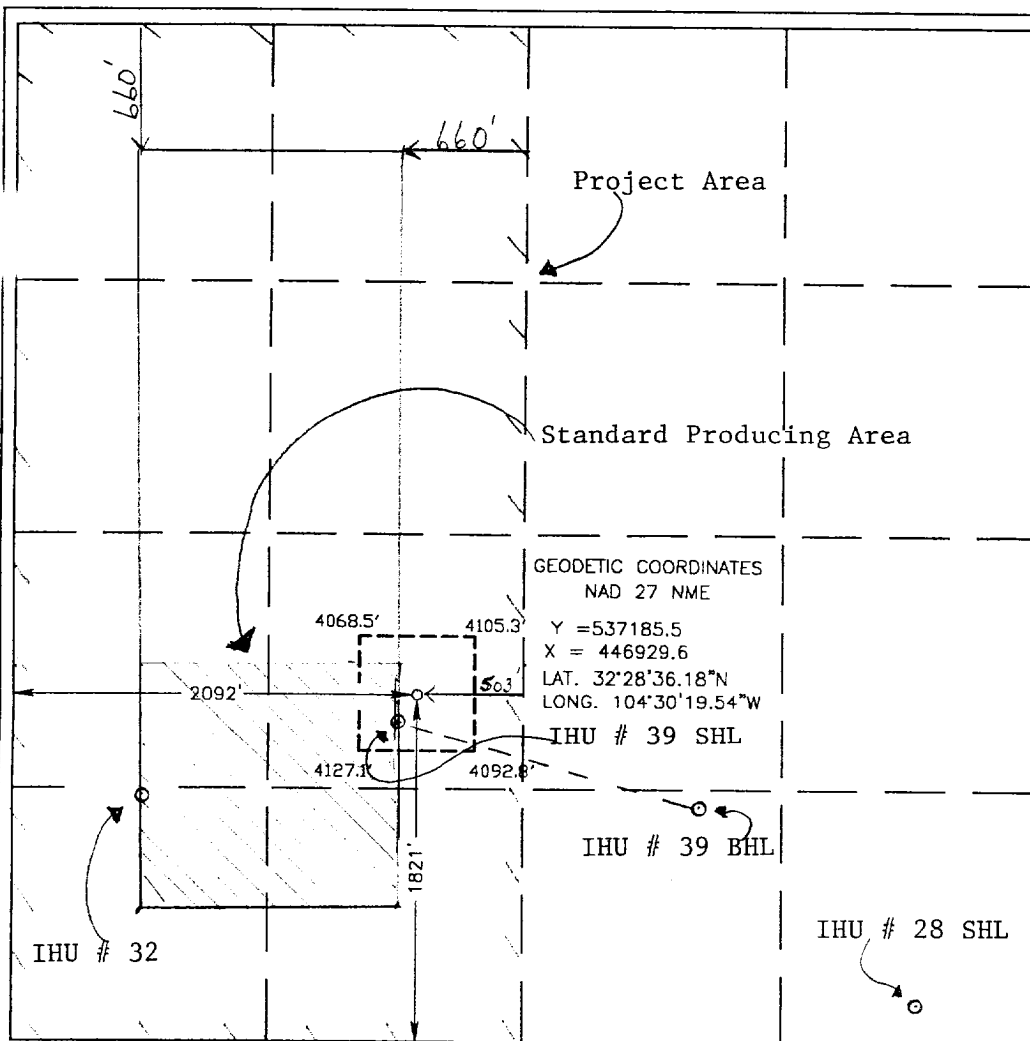 660'
660'
Project Area
Standard Producing Area
GEODETIC COORDINATES
NAD 27 NME
4068.5'
4105.3'
Y =537185.5
X = 446929.6
LAT. 32°28'36.18"N
LONG. 104°30'19.54"W
2092'
503'
IHU # 39 SHL
4127.1'
4092.8'
IHU # 39 BHL
1821'
IHU # 32
IHU # 28 SHL